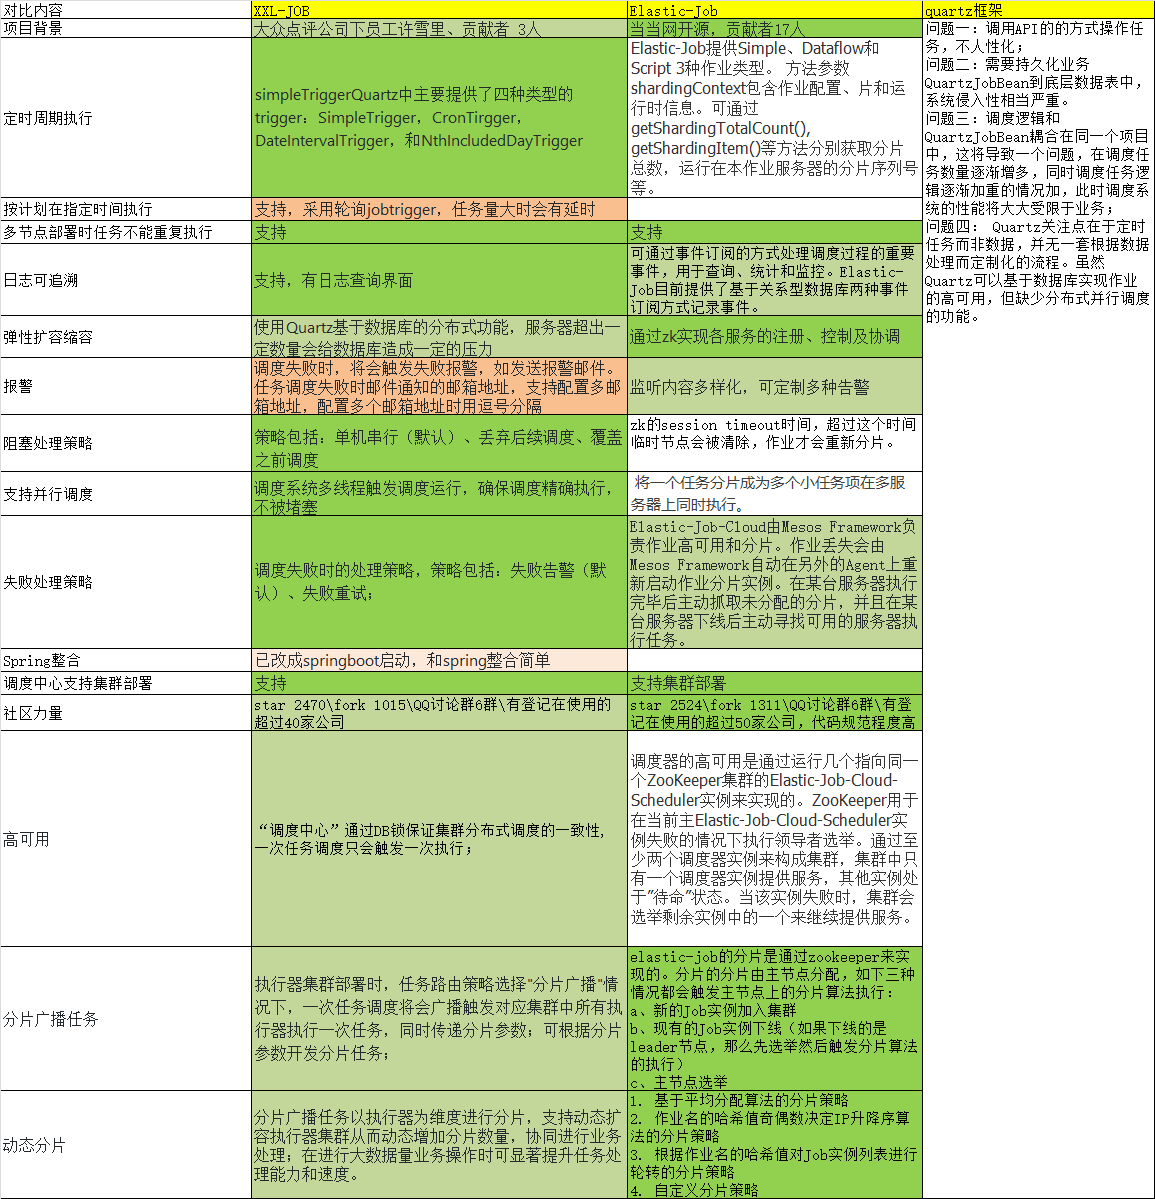 对比内容
XXL-JOB
Elastic-Job
quartz框架
项目背景
大众点评公司下员工许雪里、贡献者 3人
当当网开源，贡献者17人
定时周期执行
simpleTriggerQuartz中主要提供了四种类型的
trigger：SimpleTrigger，CronTirgger，
DateIntervalTrigger，和NthIncludedDayTrigger
Elastic-Job提供Simple、Dataflow和
Script 3种作业类型。 方法参数
shardingContext包含作业配置、片和运
行时信息。可通过
getShardingTotalCount(),
getShardingItem()等方法分别获取分片
总数，运行在本作业服务器的分片序列号
等。
按计划在指定时间执行
支持，采用轮询jobtrigger，任务量大时会有延时
多节点部署时任务不能重复执行
支持
支持
日志可追溯
支持，有日志查询界面
可通过事件订阅的方式处理调度过程的重要
事件，用于查询、统计和监控。Elastic-
Job目前提供了基于关系型数据库两种事件
订阅方式记录事件。
弹性扩容缩容
使用Quartz基于数据库的分布式功能，服务器超出一
定数量会给数据库造成一定的压力
通过zk实现各服务的注册、控制及协调
报警
调度失败时，将会触发失败报警，如发送报警邮件。
任务调度失败时邮件通知的邮箱地址，支持配置多邮
箱地址，配置多个邮箱地址时用逗号分隔
监听内容多样化，可定制多种告警
阻塞处理策略
策略包括：单机串行（默认）、丢弃后续调度、覆盖
之前调度
zk的session timeout时间，超过这个时间
临时节点会被清除，作业才会重新分片。
支持并行调度
调度系统多线程触发调度运行，确保调度精确执行，
不被堵塞
将一个任务分片成为多个小任务项在多服
务器上同时执行。
失败处理策略
调度失败时的处理策略，策略包括：失败告警（默
认）、失败重试；
Elastic-Job-Cloud由Mesos Framework负
责作业高可用和分片。作业丢失会由
Mesos Framework自动在另外的Agent上重
新启动作业分片实例。在某台服务器执行
完毕后主动抓取未分配的分片，并且在某
台服务器下线后主动寻找可用的服务器执
行任务。
Spring整合
已改成springboot启动，和spring整合简单
调度中心支持集群部署
支持
支持集群部署
社区力量
star 2470\fork 1015\QQ讨论群6群\有登记在使用的
超过40家公司
star 2524\fork 1311\QQ讨论群6群\有登
记在使用的超过50家公司，代码规范程度高
高可用
“调度中心”通过DB锁保证集群分布式调度的一致性，
一次任务调度只会触发一次执行；
调度器的高可用是通过运行几个指向同一
个ZooKeeper集群的Elastic-Job-Cloud-
Scheduler实例来实现的。ZooKeeper用于
在当前主Elastic-Job-Cloud-Scheduler实
例失败的情况下执行领导者选举。通过至
少两个调度器实例来构成集群，集群中只
有一个调度器实例提供服务，其他实例处
于"待命"状态。当该实例失败时，集群会
选举剩余实例中的一个来继续提供服务。
分片广播任务
执行器集群部署时，任务路由策略选择"分片广播"情
况下，一次任务调度将会广播触发对应集群中所有执
行器执行一次任务，同时传递分片参数；可根据分片
参数开发分片任务；
elastic-job的分片是通过zookeeper来实
现的。分片的分片由主节点分配，如下三种
情况都会触发主节点上的分片算法执行：
a、新的Job实例加入集群
b、现有的Job实例下线（如果下线的是
leader节点，那么先选举然后触发分片算法
的执行）
c、主节点选举
动态分片
分片广播任务以执行器为维度进行分片，支持动态扩
容执行器集群从而动态增加分片数量，协同进行业务
处理；在进行大数据量业务操作时可显著提升任务处
理能力和速度。
1. 基于平均分配算法的分片策略
2. 作业名的哈希值奇偶数决定IP升降序算
法的分片策略
3. 根据作业名的哈希值对Job实例列表进行
轮转的分片策略
4. 自定义分片策略
问题一：调用API的的方式操作任
务，不人性化；
问题二：需要持久化业务
QuartzJobBean到底层数据表中，
系统侵入性相当严重。
问题三：调度逻辑和
QuartzJobBean耦合在同一个项目
中，这将导致一个问题，在调度任
务数量逐渐增多，同时调度任务逻
辑逐渐加重的情况加，此时调度系
统的性能将大大受限于业务；
问题四： Quartz关注点在于定时
任务而非数据，并无一套根据数据
处理而定制化的流程。虽然
Quartz可以基于数据库实现作业
的高可用，但缺少分布式并行调度
的功能。